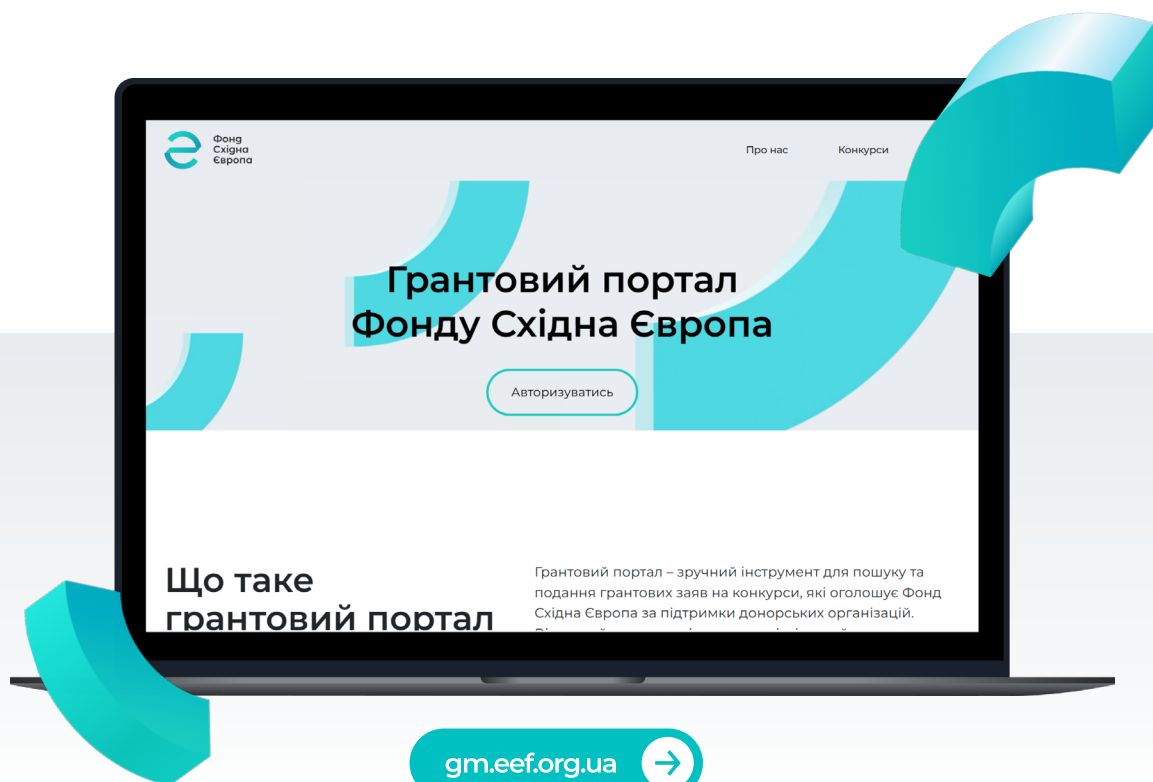 Фонд
Східна
Європа
Про нас
Конкурси
Грантовий портал
Фонду Східна Європа
Авторизуватись
Що таке
грантовий портал
Грантовий портал – зручний інструмент для пошуку та
подання грантових заяв на конкурси, які оголошує Фонд
Східна Європа за підтримки донорських організацій.
gm.eef.org.ua